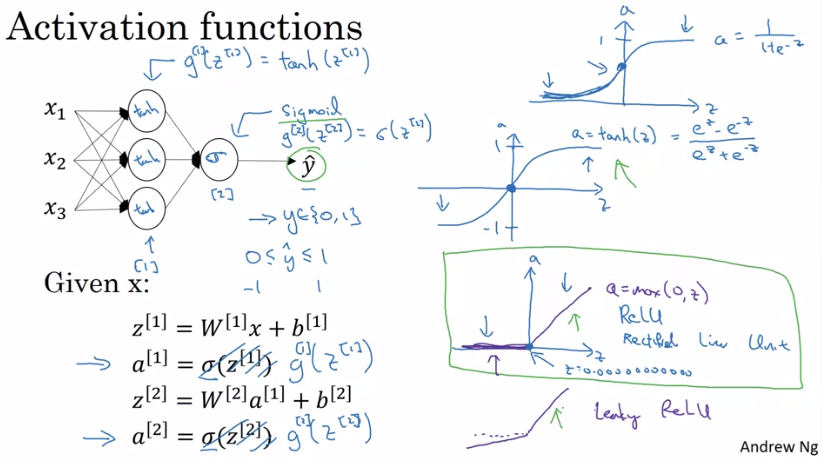 Activation functions
g^[1](z^[1]) = tanh(z^[1])
x₁
x₂
x₃
tanh
tanh
tanh
[1]
σ
[2]
sigmoid
g^[2](z^[2]) = σ(z^[2])
ŷ
→ y∈{0,1}
0 ≤ ŷ ≤ 1
-1 1
Given x:
z^[1] = W^[1]x + b^[1]
→ a^[1] = σ(z^[1]) g^[1](z^[1])
z^[2] = W^[2]a^[1] + b^[2]
→ a^[2] = σ(z^[2]) g^[2](z^[2])
a
1
z
a = 1/(1+e^-z)
a
1
-1
z
a = tanh(z) = (e^z - e^-z)/(e^z + e^-z)
a
z
a = max(0,z)
ReLU
Rectified Linear Unit
z=0.00000000000
Leaky ReLU
Andrew Ng